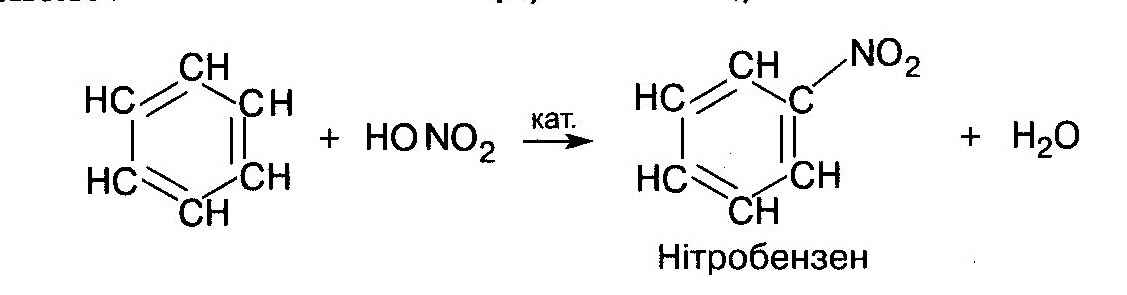 CH
HC CH
HC CH
CH
+ HONO₂
кат.
CH NO₂
HC C
HC CH
CH
+ H₂O
Нітробензен